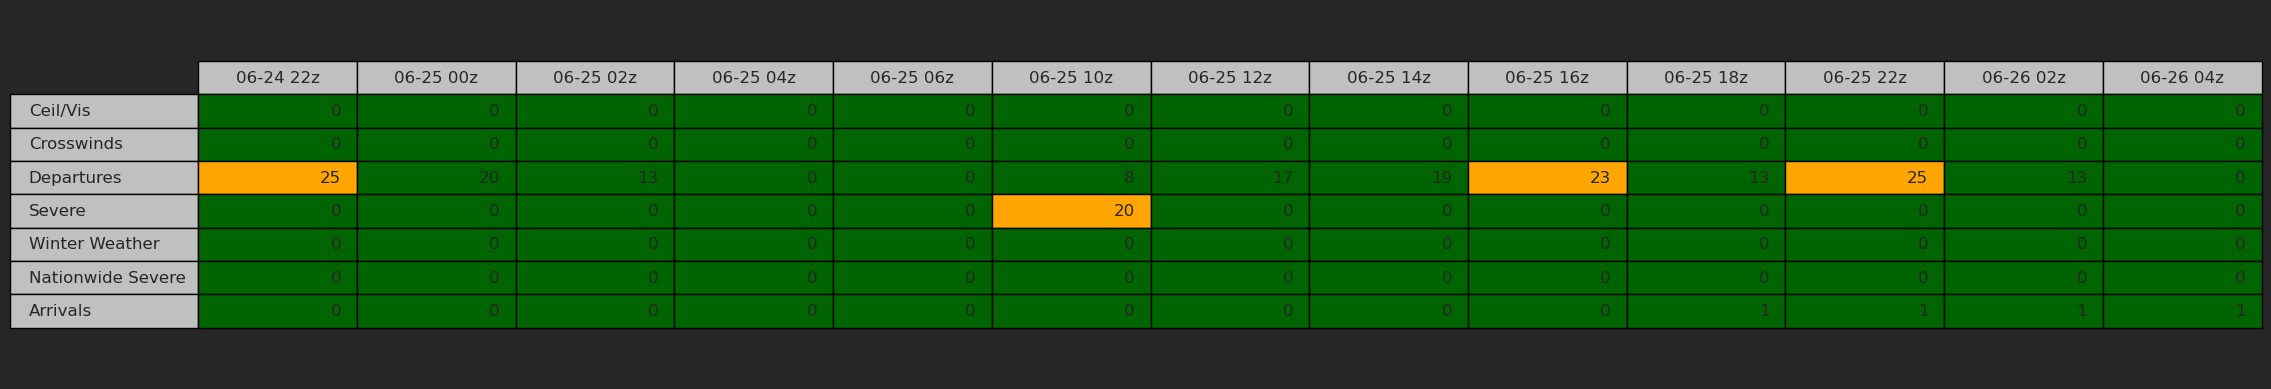 06-24 22z 06-25 00z 06-25 02z 06-25 04z 06-25 06z 06-25 10z 06-25 12z 06-25 14z 06-25 16z 06-25 18z 06-25 22z 06-26 02z 06-26 04z
Ceil/Vis 0 0 0 0 0 0 0 0 0 0 0 0 0
Crosswinds 0 0 0 0 0 0 0 0 0 0 0 0 0
Departures 25 20 13 0 0 8 17 19 23 13 25 13 0
Severe 0 0 0 0 0 20 0 0 0 0 0 0 0
Winter Weather 0 0 0 0 0 0 0 0 0 0 0 0 0
Nationwide Severe 0 0 0 0 0 0 0 0 0 0 0 0 0
Arrivals 0 0 0 0 0 0 0 0 0 1 1 1 1